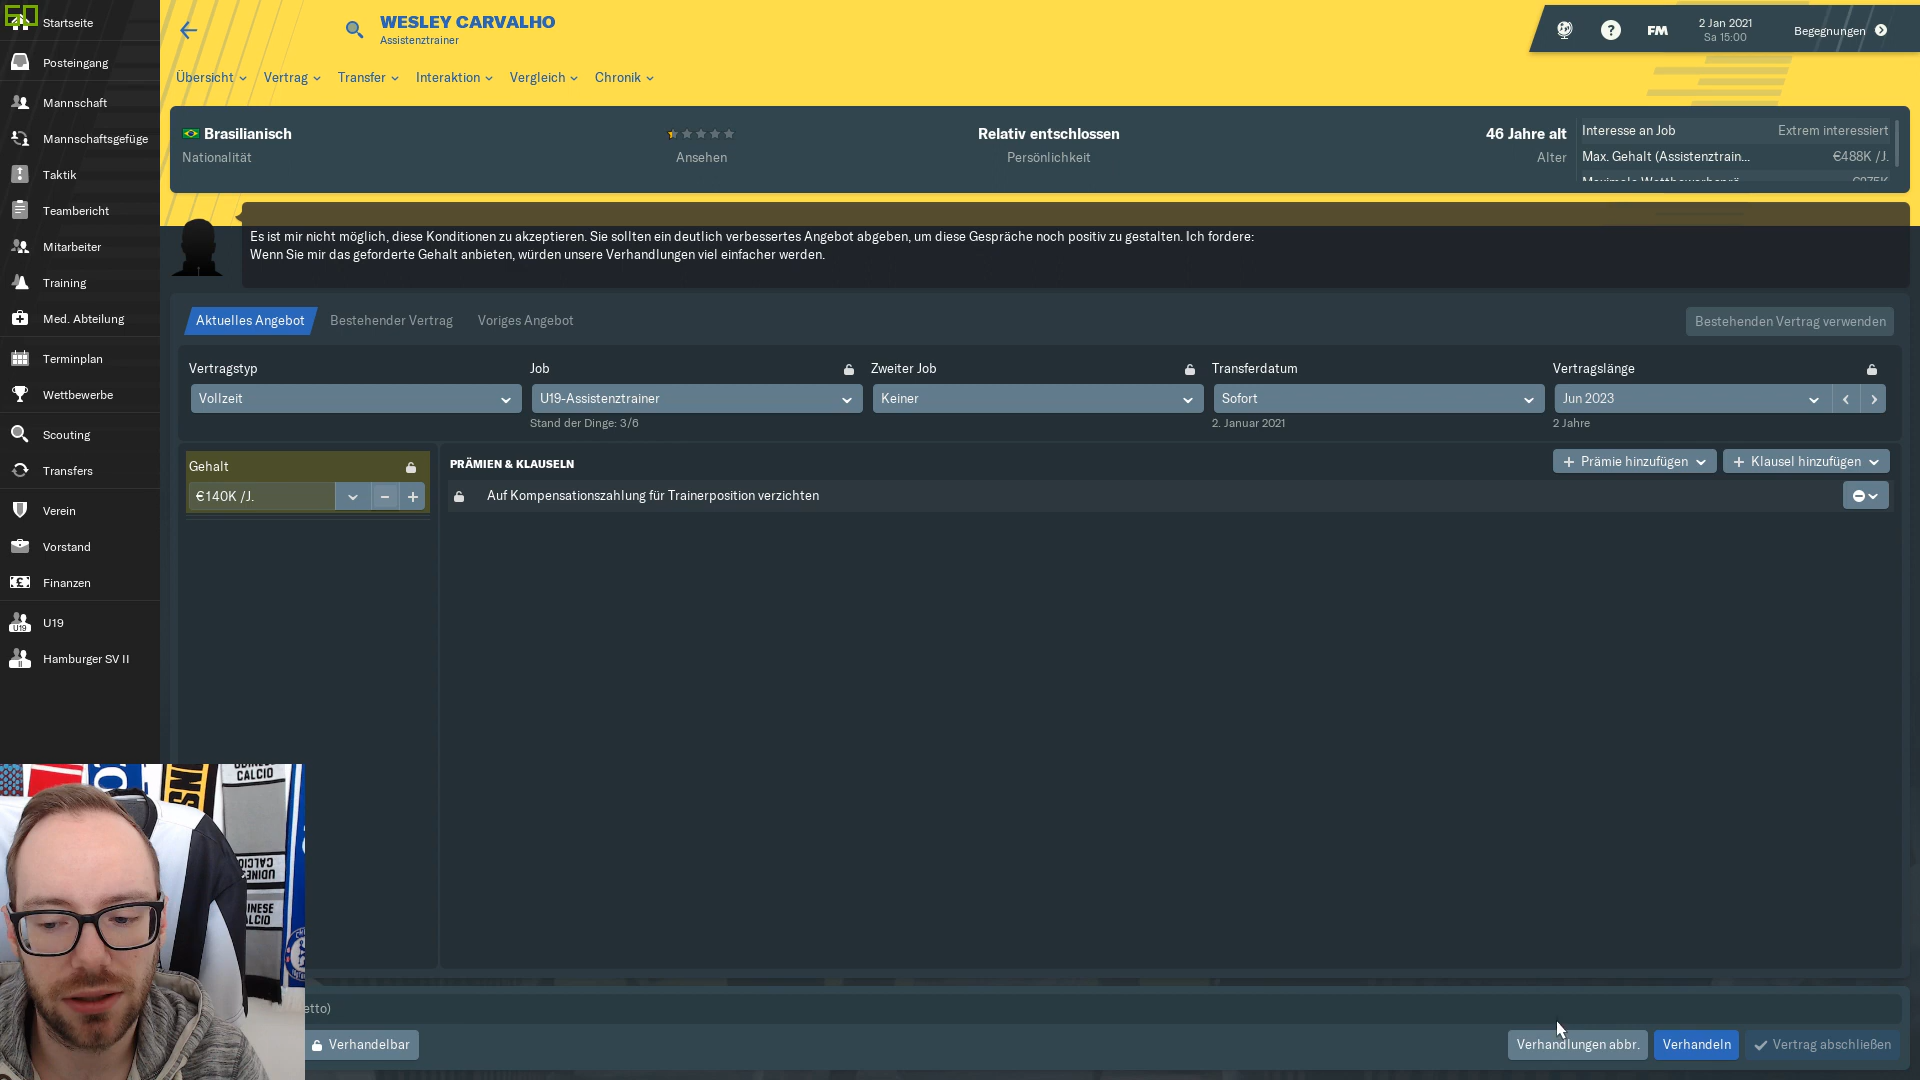 Startseite
Posteingang
Mannschaft
Mannschaftsgefüge
Taktik
Teambericht
Mitarbeiter
Training
Med. Abteilung
Terminplan
Wettbewerbe
Scouting
Transfers
Verein
Vorstand
Finanzen
U19
Hamburger SV II
WESLEY CARVALHO
Assistenztrainer
FM
2 Jan 2021
Sa 15:00
Begegnungen
Übersicht Vertrag Transfer Interaktion Vergleich Chronik
Brasilianisch
Nationalität
Ansehen
Relativ entschlossen
Persönlichkeit
46 Jahre alt
Alter
Interesse an Job Extrem interessiert
Max. Gehalt (Assistenztrain... €488K /J.
Es ist mir nicht möglich, diese Konditionen zu akzeptieren. Sie sollten ein deutlich verbessertes Angebot abgeben, um diese Gespräche noch positiv zu gestalten. Ich fordere:
Wenn Sie mir das geforderte Gehalt anbieten, würden unsere Verhandlungen viel einfacher werden.
Aktuelles Angebot Bestehender Vertrag Voriges Angebot Bestehenden Vertrag verwenden
Vertragstyp Job Zweiter Job Transferdatum Vertragslänge
Vollzeit U19-Assistenztrainer Keiner Sofort Jun 2023
Stand der Dinge: 3/6 2. Januar 2021 2 Jahre
Gehalt
€140K /J.
PRÄMIEN & KLAUSELN
+ Prämie hinzufügen + Klausel hinzufügen
Auf Kompensationszahlung für Trainerposition verzichten
etto)
Verhandelbar
Verhandlungen abbr. Verhandeln Vertrag abschließen
CALCIO
UDINESE
CALCIO